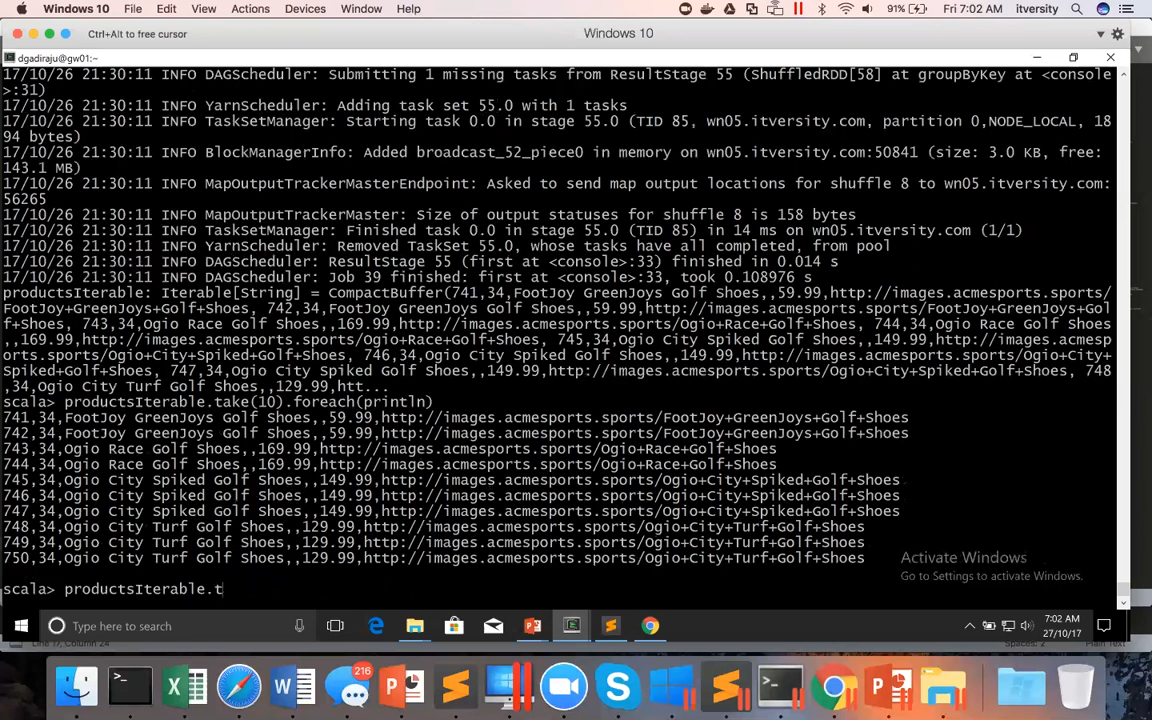 Windows 10 File Edit View Actions Devices Window Help 91% Fri 7:02 AM itversity
Ctrl+Alt to free cursor Windows 10
dgadiraju@gw01:~
17/10/26 21:30:11 INFO DAGScheduler: Submitting 1 missing tasks from ResultStage 55 (ShuffledRDD[58] at groupByKey at <console
>:31)
17/10/26 21:30:11 INFO YarnScheduler: Adding task set 55.0 with 1 tasks
17/10/26 21:30:11 INFO TaskSetManager: Starting task 0.0 in stage 55.0 (TID 85, wn05.itversity.com, partition 0,NODE_LOCAL, 18
94 bytes)
17/10/26 21:30:11 INFO BlockManagerInfo: Added broadcast_52_piece0 in memory on wn05.itversity.com:50841 (size: 3.0 KB, free:
143.1 MB)
17/10/26 21:30:11 INFO MapOutputTrackerMasterEndpoint: Asked to send map output locations for shuffle 8 to wn05.itversity.com:
56265
17/10/26 21:30:11 INFO MapOutputTrackerMaster: Size of output statuses for shuffle 8 is 158 bytes
17/10/26 21:30:11 INFO TaskSetManager: Finished task 0.0 in stage 55.0 (TID 85) in 14 ms on wn05.itversity.com (1/1)
17/10/26 21:30:11 INFO YarnScheduler: Removed TaskSet 55.0, whose tasks have all completed, from pool
17/10/26 21:30:11 INFO DAGScheduler: ResultStage 55 (first at <console>:33) finished in 0.014 s
17/10/26 21:30:11 INFO DAGScheduler: Job 39 finished: first at <console>:33, took 0.108976 s
productsIterable: Iterable[String] = CompactBuffer(741,34,FootJoy GreenJoys Golf Shoes,,59.99,http://images.acmesports.sports/
FootJoy+GreenJoys+Golf+Shoes, 742,34,FootJoy GreenJoys Golf Shoes,,59.99,http://images.acmesports.sports/FootJoy+GreenJoys+Gol
f+Shoes, 743,34,Ogio Race Golf Shoes,,169.99,http://images.acmesports.sports/Ogio+Race+Golf+Shoes, 744,34,Ogio Race Golf Shoes
,,169.99,http://images.acmesports.sports/Ogio+Race+Golf+Shoes, 745,34,Ogio City Spiked Golf Shoes,,149.99,http://images.acmesp
orts.sports/Ogio+City+Spiked+Golf+Shoes, 746,34,Ogio City Spiked Golf Shoes,,149.99,http://images.acmesports.sports/Ogio+City+
Spiked+Golf+Shoes, 747,34,Ogio City Spiked Golf Shoes,,149.99,http://images.acmesports.sports/Ogio+City+Spiked+Golf+Shoes, 748
,34,Ogio City Turf Golf Shoes,,129.99,htt...
scala> productsIterable.take(10).foreach(println)
741,34,FootJoy GreenJoys Golf Shoes,,59.99,http://images.acmesports.sports/FootJoy+GreenJoys+Golf+Shoes
742,34,FootJoy GreenJoys Golf Shoes,,59.99,http://images.acmesports.sports/FootJoy+GreenJoys+Golf+Shoes
743,34,Ogio Race Golf Shoes,,169.99,http://images.acmesports.sports/Ogio+Race+Golf+Shoes
744,34,Ogio Race Golf Shoes,,169.99,http://images.acmesports.sports/Ogio+Race+Golf+Shoes
745,34,Ogio City Spiked Golf Shoes,,149.99,http://images.acmesports.sports/Ogio+City+Spiked+Golf+Shoes
746,34,Ogio City Spiked Golf Shoes,,149.99,http://images.acmesports.sports/Ogio+City+Spiked+Golf+Shoes
747,34,Ogio City Spiked Golf Shoes,,149.99,http://images.acmesports.sports/Ogio+City+Spiked+Golf+Shoes
748,34,Ogio City Turf Golf Shoes,,129.99,http://images.acmesports.sports/Ogio+City+Turf+Golf+Shoes
749,34,Ogio City Turf Golf Shoes,,129.99,http://images.acmesports.sports/Ogio+City+Turf+Golf+Shoes
750,34,Ogio City Turf Golf Shoes,,129.99,http://images.acmesports.sports/Ogio+City+Turf+Golf+Shoes
Activate Windows
Go to Settings to activate Windows.
scala> productsIterable.t
Type here to search
7:02 AM
27/10/17
216